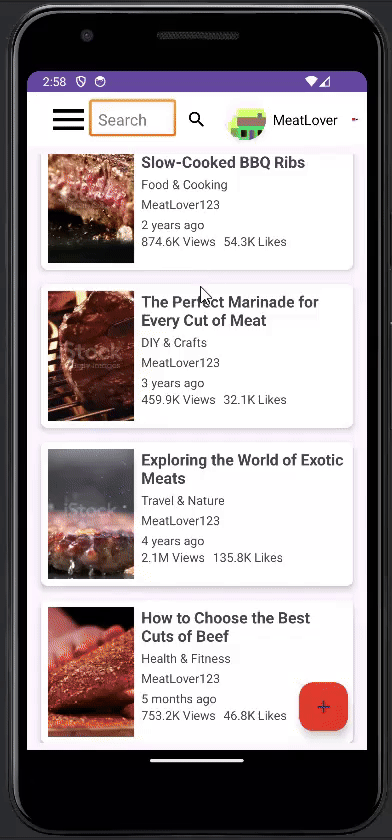 2:58
Search
MeatLover
Slow-Cooked BBQ Ribs
Food & Cooking
MeatLover123
2 years ago
874.6K Views 54.3K Likes
The Perfect Marinade for
Every Cut of Meat
iStock
DIY & Crafts
MeatLover123
3 years ago
459.9K Views 32.1K Likes
Exploring the World of Exotic
Meats
iStock
Travel & Nature
MeatLover123
4 years ago
2.1M Views 135.8K Likes
How to Choose the Best
Cuts of Beef
Health & Fitness
MeatLover123
5 months ago
753.2K Views 46.8K Likes
+